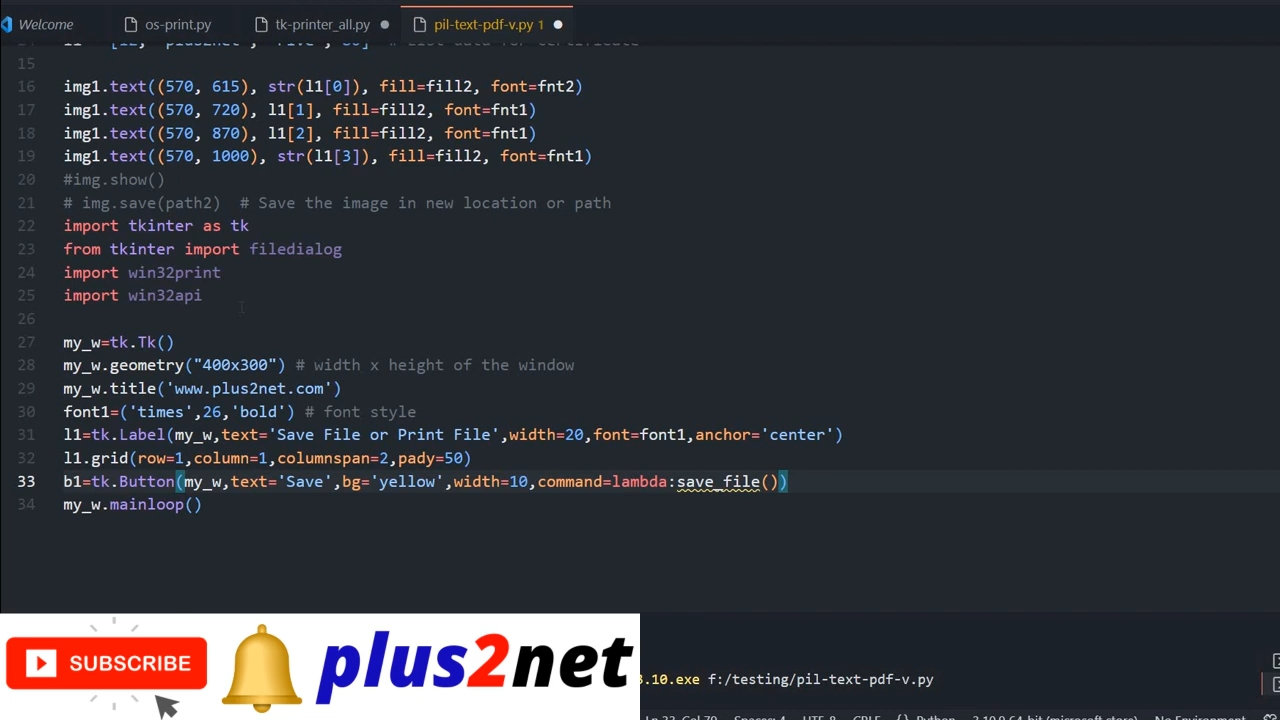 Welcome os-print.py tk-printer_all.py pil-text-pdf-v.py 1
15
16 img1.text((570, 615), str(l1[0]), fill=fill2, font=fnt2)
17 img1.text((570, 720), l1[1], fill=fill2, font=fnt1)
18 img1.text((570, 870), l1[2], fill=fill2, font=fnt1)
19 img1.text((570, 1000), str(l1[3]), fill=fill2, font=fnt1)
20 #img.show()
21 # img.save(path2)  # Save the image in new location or path
22 import tkinter as tk
23 from tkinter import filedialog
24 import win32print
25 import win32api
26
27 my_w=tk.Tk()
28 my_w.geometry("400x300") # width x height of the window
29 my_w.title('www.plus2net.com')
30 font1=('times',26,'bold') # font style
31 l1=tk.Label(my_w,text='Save File or Print File',width=20,font=font1,anchor='center')
32 l1.grid(row=1,column=1,columnspan=2,pady=50)
33 b1=tk.Button(my_w,text='Save',bg='yellow',width=10,command=lambda:save_file())
34 my_w.mainloop()
SUBSCRIBE plus2net
3.10.exe f:/testing/pil-text-pdf-v.py